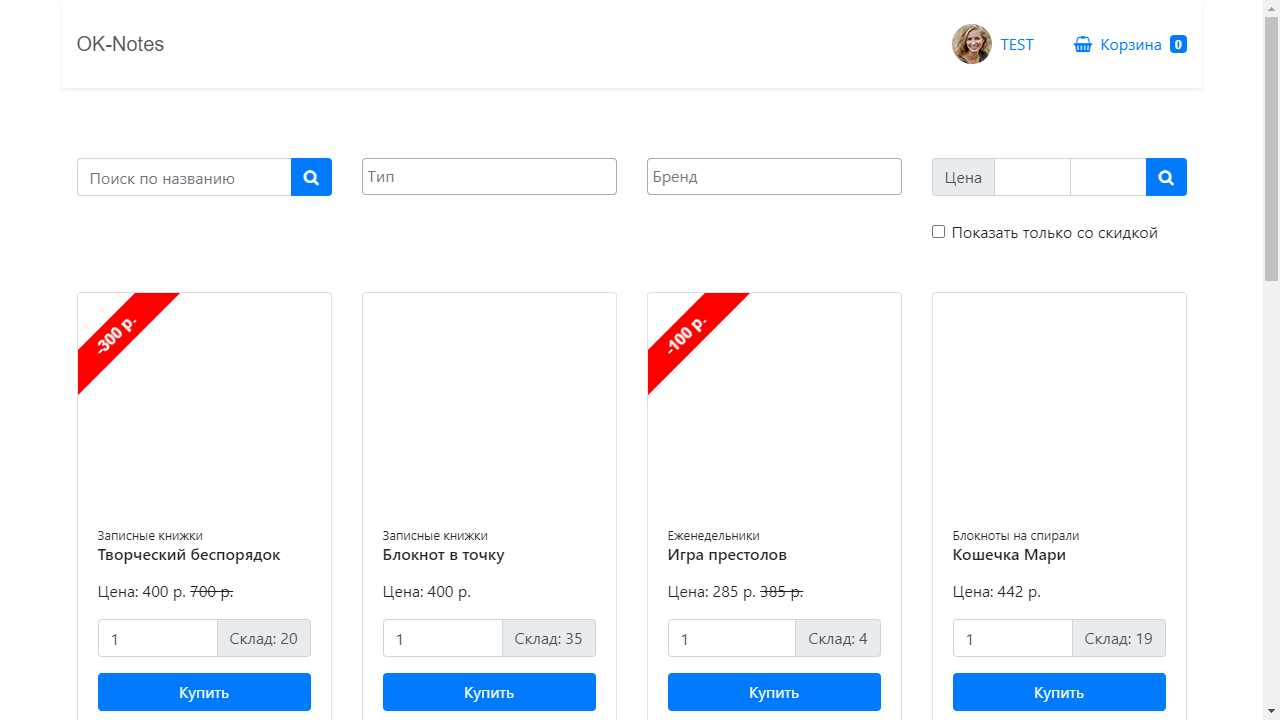 OK-Notes
TEST
Корзина 0
Поиск по названию
Тип
Бренд
Цена
Показать только со скидкой
-300 р.
Записные книжки
Творческий беспорядок
Цена: 400 р. 700 р.
1 Склад: 20
Купить
Записные книжки
Блокнот в точку
Цена: 400 р.
1 Склад: 35
Купить
-100 р.
Еженедельники
Игра престолов
Цена: 285 р. 385 р.
1 Склад: 4
Купить
Блокноты на спирали
Кошечка Мари
Цена: 442 р.
1 Склад: 19
Купить